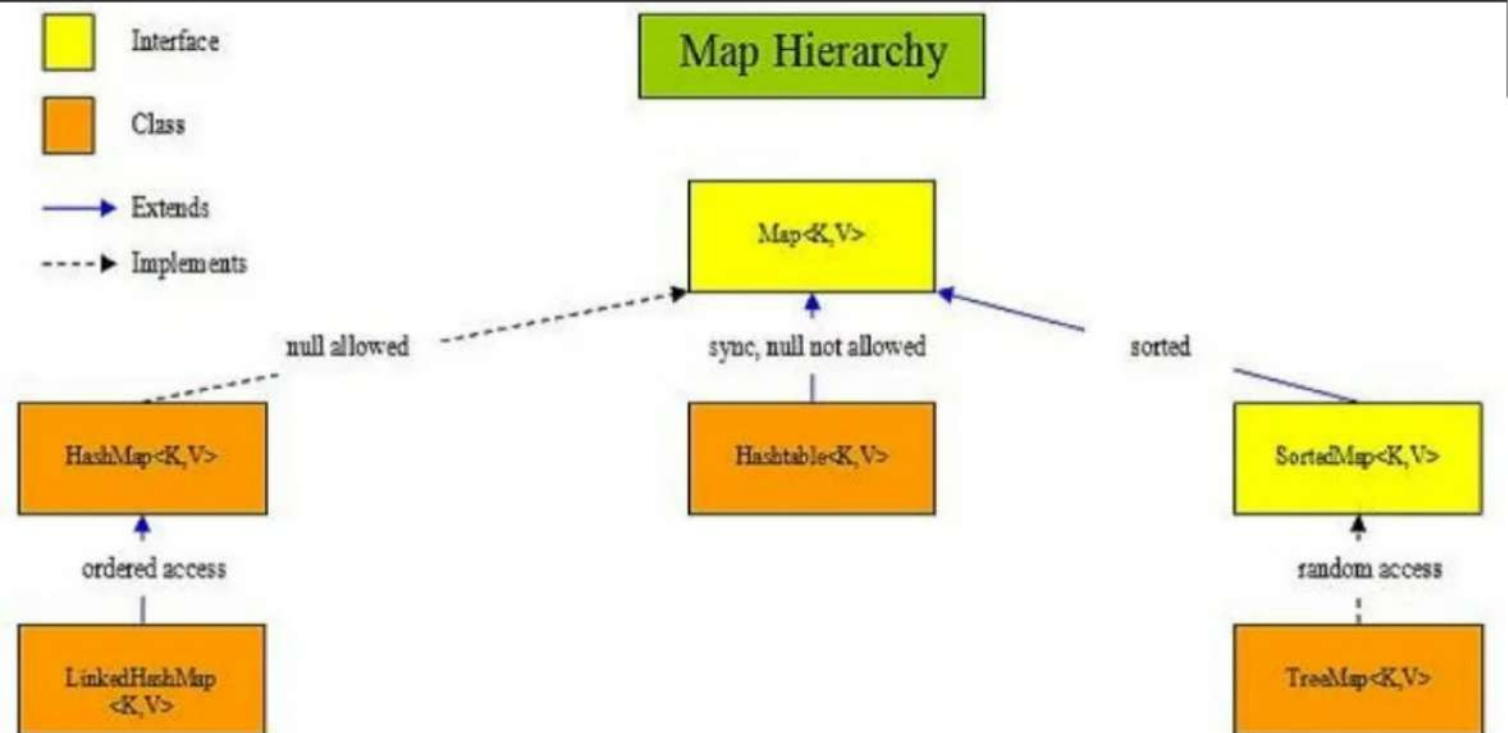 Interface
Map Hierarchy
Class
Extends
Implements
Map<K,V>
null allowed
sync, null not allowed
sorted
HashMap<K,V>
Hashtable<K,V>
SortedMap<K,V>
ordered access
random access
LinkedHashMap
<K,V>
TreeMap<K,V>